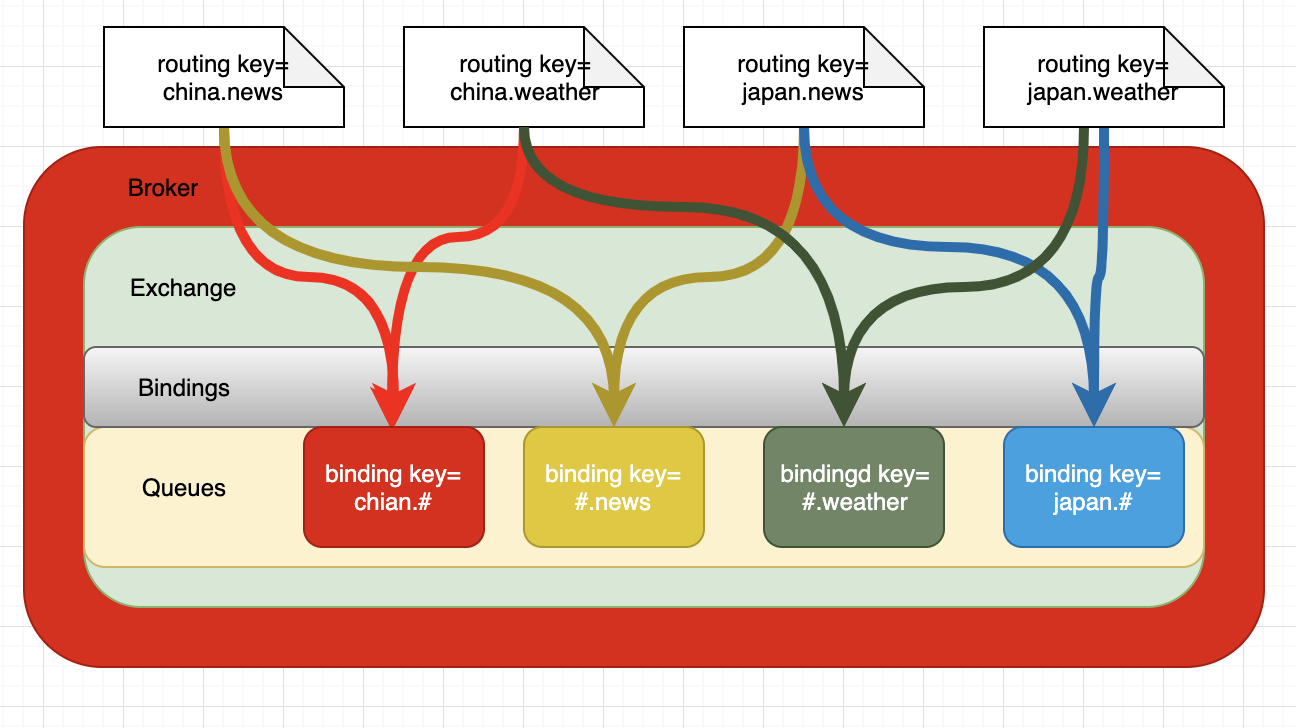 routing key=
china.news
routing key=
china.weather
routing key=
japan.news
routing key=
japan.weather
Broker
Exchange
Bindings
Queues
binding key=
chian.#
binding key=
#.news
bindingd key=
#.weather
binding key=
japan.#